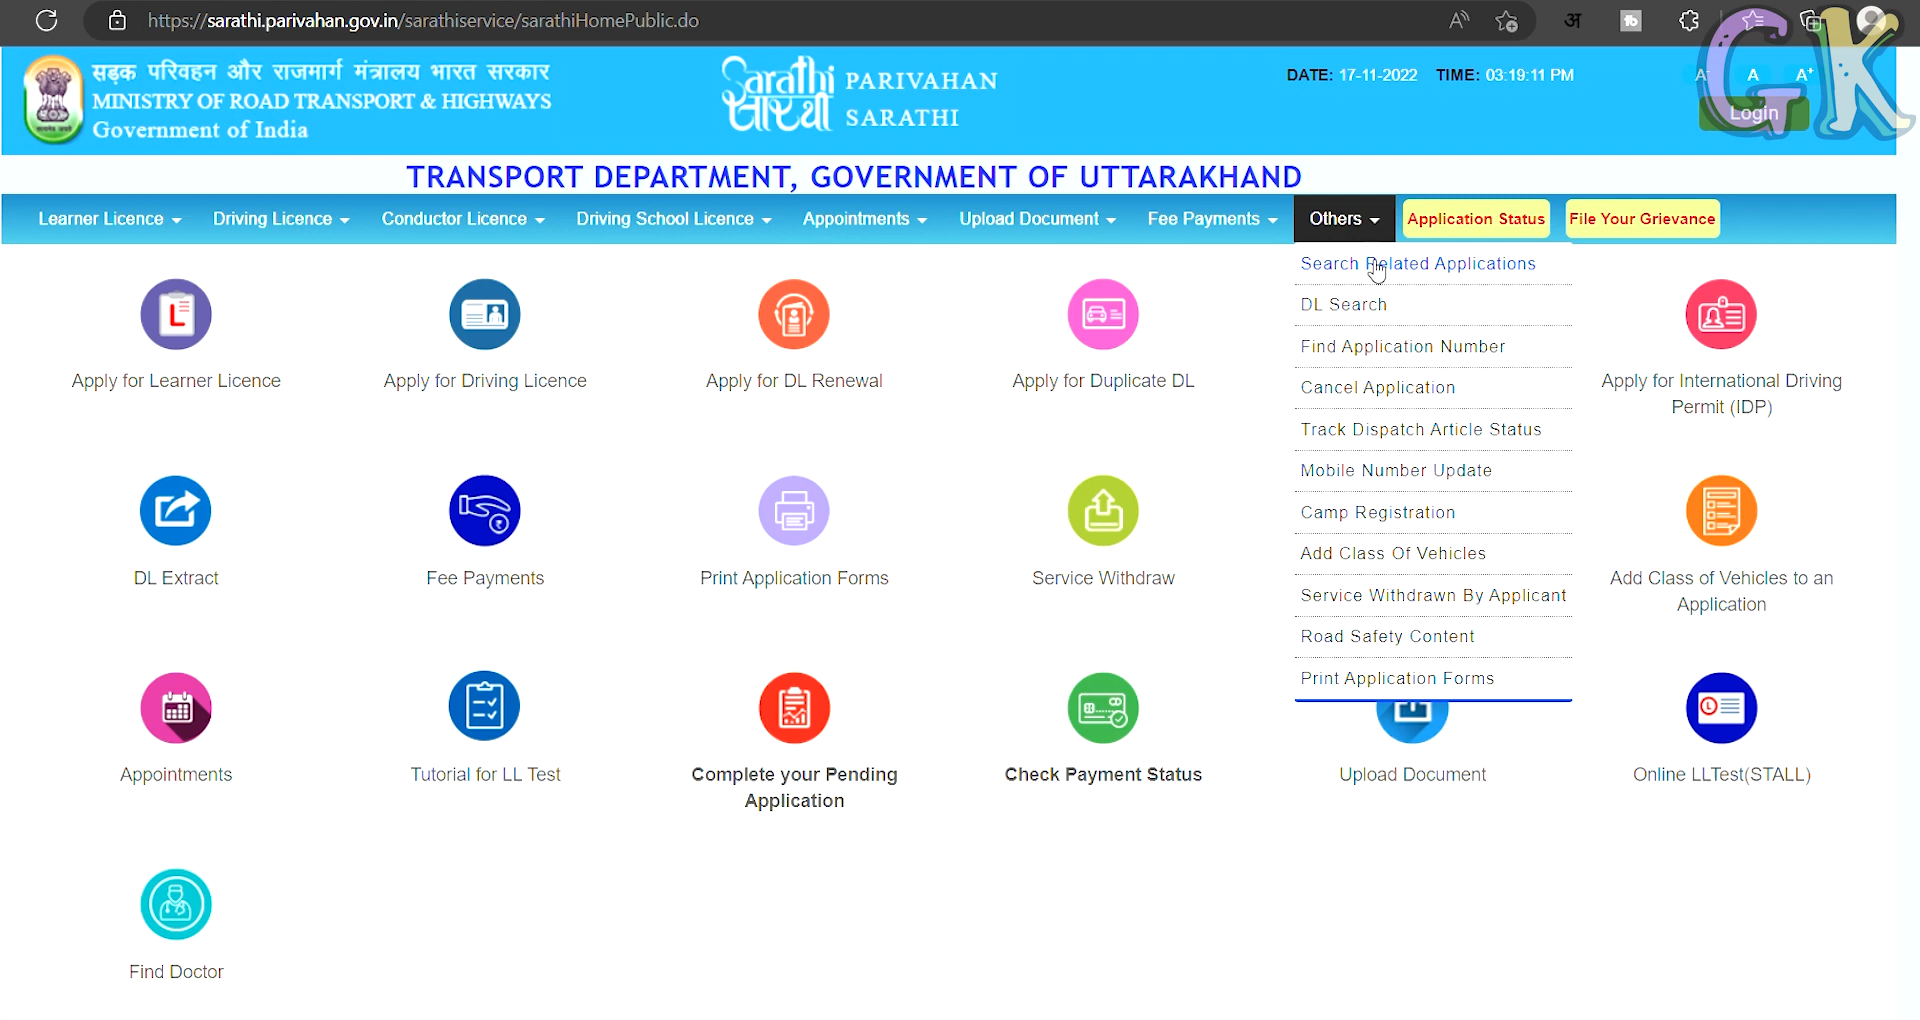 https://sarathi.parivahan.gov.in/sarathiservice/sarathiHomePublic.do
अ
GK
सड़क परिवहन और राजमार्ग मंत्रालय भारत सरकार
MINISTRY OF ROAD TRANSPORT & HIGHWAYS
Government of India
Sarathi
सारथी
PARIVAHAN
SARATHI
DATE: 17-11-2022 TIME: 03:19:11 PM
A A A+
Login
TRANSPORT DEPARTMENT, GOVERNMENT OF UTTARAKHAND
Learner Licence Driving Licence Conductor Licence Driving School Licence Appointments Upload Document Fee Payments Others Application Status File Your Grievance
Search Related Applications
DL Search
Find Application Number
Cancel Application
Track Dispatch Article Status
Mobile Number Update
Camp Registration
Add Class Of Vehicles
Service Withdrawn By Applicant
Road Safety Content
Print Application Forms
Apply for Learner Licence
Apply for Driving Licence
Apply for DL Renewal
Apply for Duplicate DL
Apply for International Driving
Permit (IDP)
DL Extract
Fee Payments
Print Application Forms
Service Withdraw
Add Class of Vehicles to an
Application
Appointments
Tutorial for LL Test
Complete your Pending
Application
Check Payment Status
Upload Document
Online LLTest(STALL)
Find Doctor